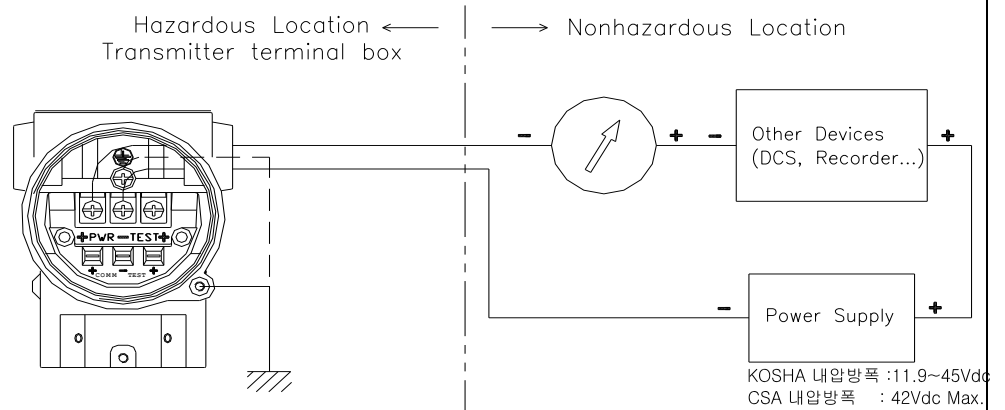 Hazardous Location
Transmitter terminal box
Nonhazardous Location
- + - Other Devices +
(DCS, Recorder...)
+PWR-TEST+
+ - +
COMM TEST
- Power Supply +
KOSHA 내압방폭 :11.9~45Vdc
CSA 내압방폭 : 42Vdc Max.